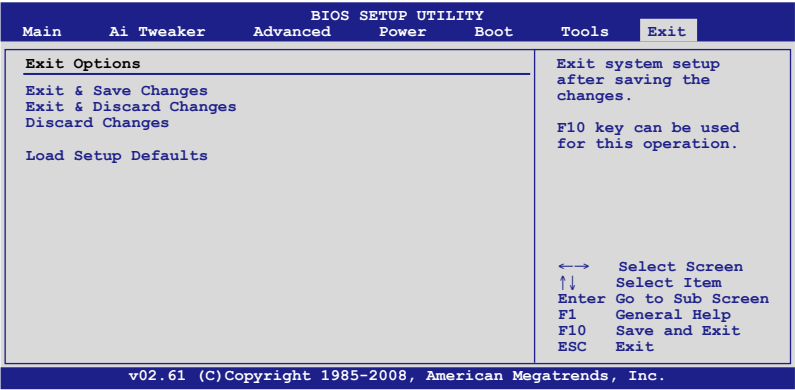 BIOS SETUP UTILITY
Main Ai Tweaker Advanced Power Boot Tools Exit
Exit Options
Exit & Save Changes
Exit & Discard Changes
Discard Changes
Load Setup Defaults
Exit system setup
after saving the
changes.
F10 key can be used
for this operation.
←→ Select Screen
↑↓ Select Item
Enter Go to Sub Screen
F1 General Help
F10 Save and Exit
ESC Exit
v02.61 (C)Copyright 1985-2008, American Megatrends, Inc.